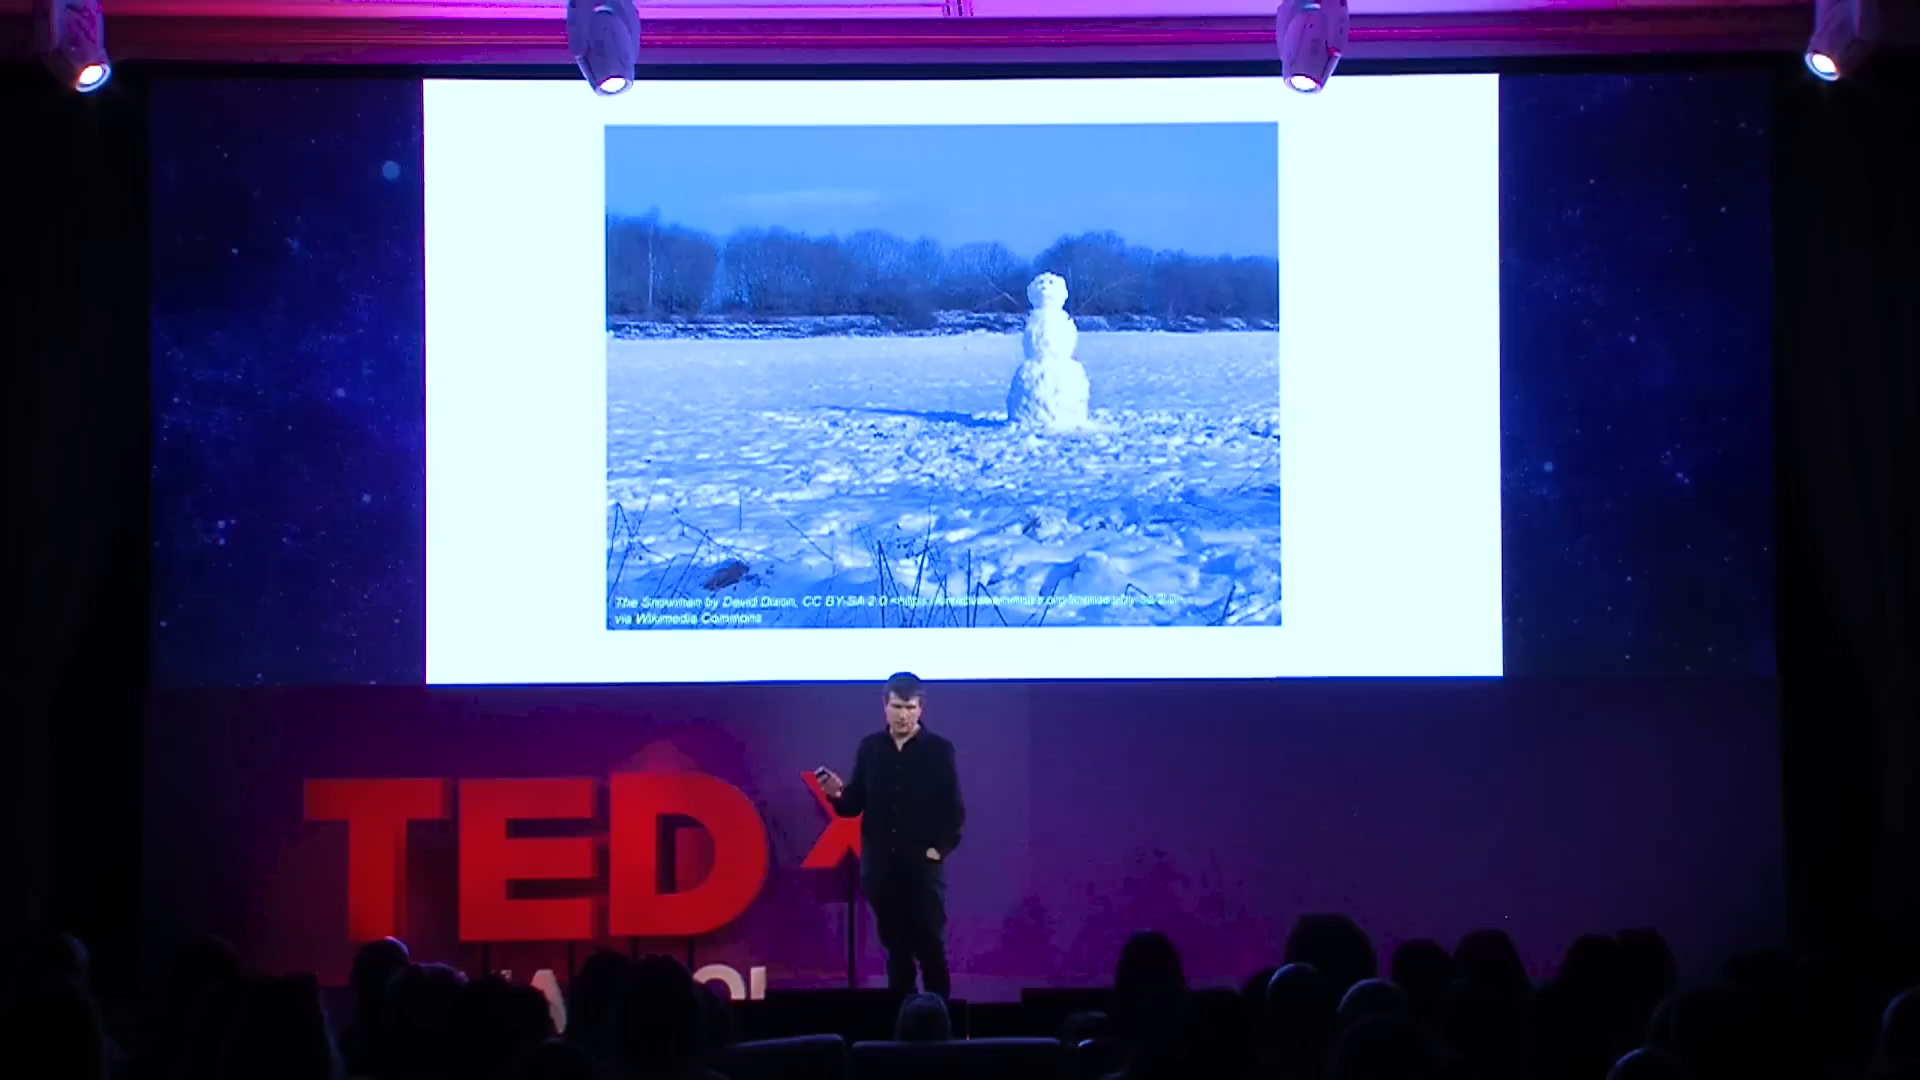 The Snowman by David Dixon, CC BY-SA 2.0
via Wikimedia Commons
TEDx